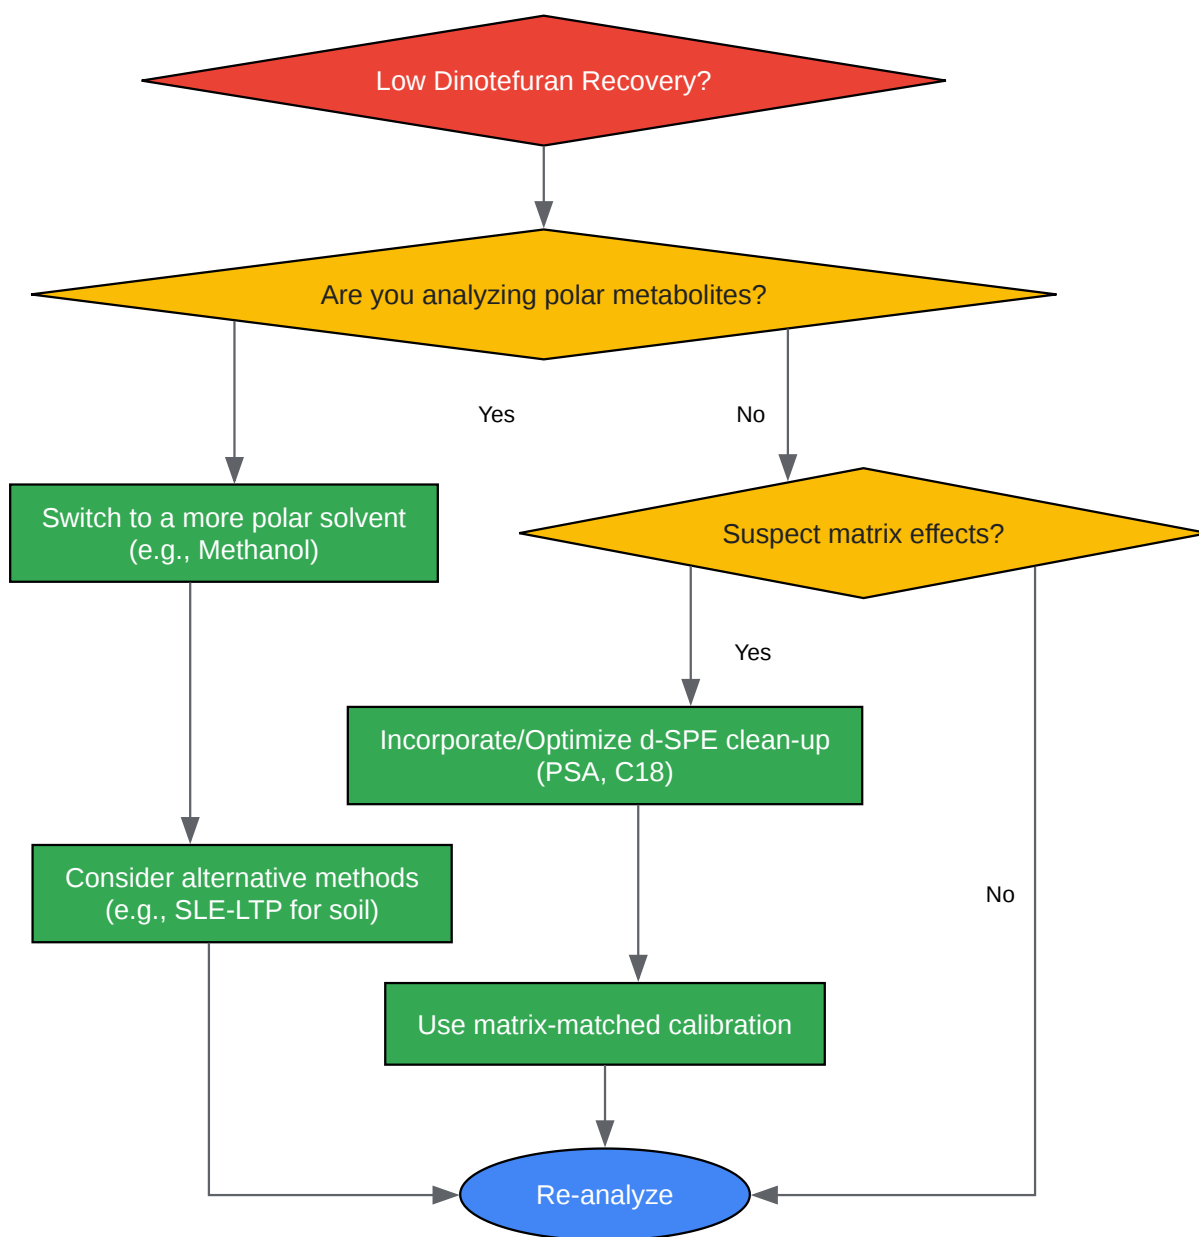 Low Dinotefuran Recovery?
Are you analyzing polar metabolites?
Yes
No
Switch to a more polar solvent
(e.g., Methanol)
Suspect matrix effects?
Yes
Incorporate/Optimize d-SPE clean-up
(PSA, C18)
Consider alternative methods
(e.g., SLE-LTP for soil)
No
Use matrix-matched calibration
Re-analyze